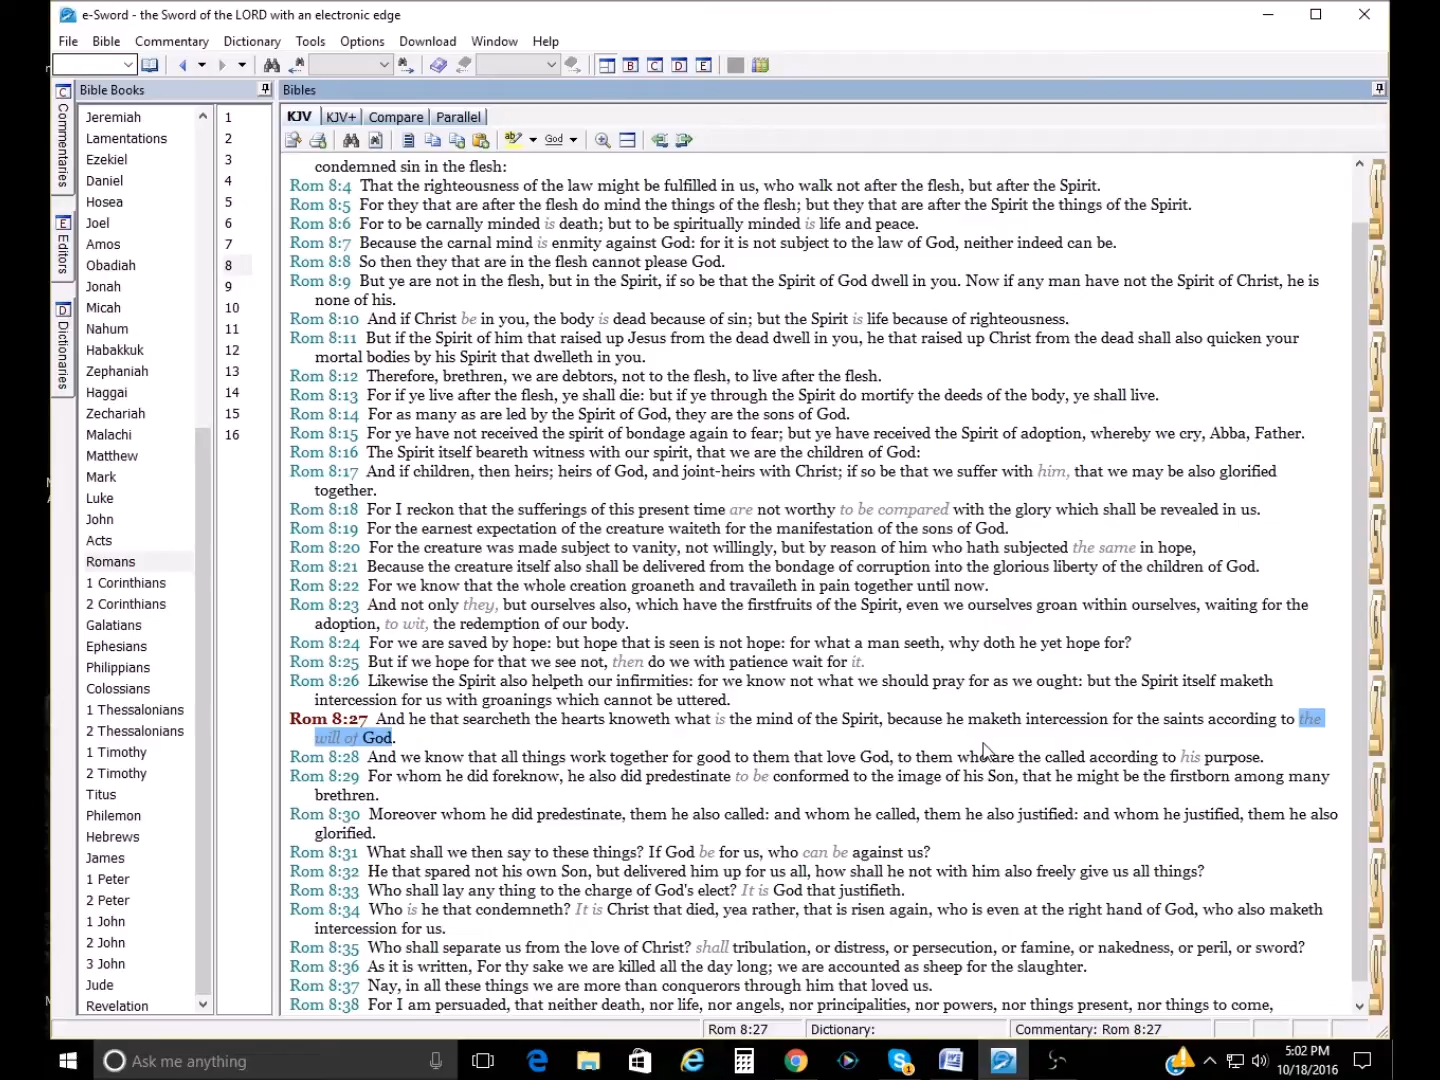 e-Sword - the Sword of the LORD with an electronic edge
File Bible Commentary Dictionary Tools Options Download Window Help
B C D E
Bible Books
Bibles
C Commentaries
E Editors
D Dictionaries
Jeremiah
Lamentations
Ezekiel
Daniel
Hosea
Joel
Amos
Obadiah
Jonah
Micah
Nahum
Habakkuk
Zephaniah
Haggai
Zechariah
Malachi
Matthew
Mark
Luke
John
Acts
Romans
1 Corinthians
2 Corinthians
Galatians
Ephesians
Philippians
Colossians
1 Thessalonians
2 Thessalonians
1 Timothy
2 Timothy
Titus
Philemon
Hebrews
James
1 Peter
2 Peter
1 John
2 John
3 John
Jude
Revelation
1
2
3
4
5
6
7
8
9
10
11
12
13
14
15
16
KJV KJV+ Compare Parallel
God
condemned sin in the flesh:
Rom 8:4 That the righteousness of the law might be fulfilled in us, who walk not after the flesh, but after the Spirit.
Rom 8:5 For they that are after the flesh do mind the things of the flesh; but they that are after the Spirit the things of the Spirit.
Rom 8:6 For to be carnally minded is death; but to be spiritually minded is life and peace.
Rom 8:7 Because the carnal mind is enmity against God: for it is not subject to the law of God, neither indeed can be.
Rom 8:8 So then they that are in the flesh cannot please God.
Rom 8:9 But ye are not in the flesh, but in the Spirit, if so be that the Spirit of God dwell in you. Now if any man have not the Spirit of Christ, he is
none of his.
Rom 8:10 And if Christ be in you, the body is dead because of sin; but the Spirit is life because of righteousness.
Rom 8:11 But if the Spirit of him that raised up Jesus from the dead dwell in you, he that raised up Christ from the dead shall also quicken your
mortal bodies by his Spirit that dwelleth in you.
Rom 8:12 Therefore, brethren, we are debtors, not to the flesh, to live after the flesh.
Rom 8:13 For if ye live after the flesh, ye shall die: but if ye through the Spirit do mortify the deeds of the body, ye shall live.
Rom 8:14 For as many as are led by the Spirit of God, they are the sons of God.
Rom 8:15 For ye have not received the spirit of bondage again to fear; but ye have received the Spirit of adoption, whereby we cry, Abba, Father.
Rom 8:16 The Spirit itself beareth witness with our spirit, that we are the children of God:
Rom 8:17 And if children, then heirs; heirs of God, and joint-heirs with Christ; if so be that we suffer with him, that we may be also glorified
together.
Rom 8:18 For I reckon that the sufferings of this present time are not worthy to be compared with the glory which shall be revealed in us.
Rom 8:19 For the earnest expectation of the creature waiteth for the manifestation of the sons of God.
Rom 8:20 For the creature was made subject to vanity, not willingly, but by reason of him who hath subjected the same in hope,
Rom 8:21 Because the creature itself also shall be delivered from the bondage of corruption into the glorious liberty of the children of God.
Rom 8:22 For we know that the whole creation groaneth and travaileth in pain together until now.
Rom 8:23 And not only they, but ourselves also, which have the firstfruits of the Spirit, even we ourselves groan within ourselves, waiting for the
adoption, to wit, the redemption of our body.
Rom 8:24 For we are saved by hope: but hope that is seen is not hope: for what a man seeth, why doth he yet hope for?
Rom 8:25 But if we hope for that we see not, then do we with patience wait for it.
Rom 8:26 Likewise the Spirit also helpeth our infirmities: for we know not what we should pray for as we ought: but the Spirit itself maketh
intercession for us with groanings which cannot be uttered.
Rom 8:27 And he that searcheth the hearts knoweth what is the mind of the Spirit, because he maketh intercession for the saints according to the
will of God.
Rom 8:28 And we know that all things work together for good to them that love God, to them who are the called according to his purpose.
Rom 8:29 For whom he did foreknow, he also did predestinate to be conformed to the image of his Son, that he might be the firstborn among many
brethren.
Rom 8:30 Moreover whom he did predestinate, them he also called: and whom he called, them he also justified: and whom he justified, them he also
glorified.
Rom 8:31 What shall we then say to these things? If God be for us, who can be against us?
Rom 8:32 He that spared not his own Son, but delivered him up for us all, how shall he not with him also freely give us all things?
Rom 8:33 Who shall lay any thing to the charge of God's elect? It is God that justifieth.
Rom 8:34 Who is he that condemneth? It is Christ that died, yea rather, that is risen again, who is even at the right hand of God, who also maketh
intercession for us.
Rom 8:35 Who shall separate us from the love of Christ? shall tribulation, or distress, or persecution, or famine, or nakedness, or peril, or sword?
Rom 8:36 As it is written, For thy sake we are killed all the day long; we are accounted as sheep for the slaughter.
Rom 8:37 Nay, in all these things we are more than conquerors through him that loved us.
Rom 8:38 For I am persuaded, that neither death, nor life, nor angels, nor principalities, nor powers, nor things present, nor things to come,
Rom 8:27 Dictionary: Commentary: Rom 8:27
Ask me anything
5:02 PM
10/18/2016